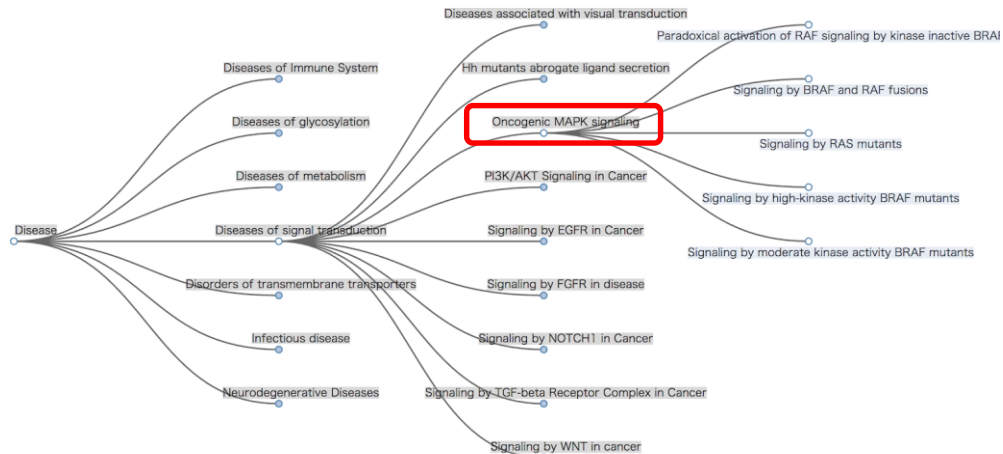 Disease
Diseases of Immune System
Diseases of glycosylation
Diseases of metabolism
Diseases of signal transduction
Disorders of transmembrane transporters
Infectious disease
Neurodegenerative Diseases
Diseases associated with visual transduction
Hh mutants abrogate ligand secretion
Oncogenic MAPK signaling
PI3K/AKT Signaling in Cancer
Signaling by EGFR in Cancer
Signaling by FGFR in disease
Signaling by NOTCH1 in Cancer
Signaling by TGF-beta Receptor Complex in Cancer
Signaling by WNT in cancer
Paradoxical activation of RAF signaling by kinase inactive BRAF
Signaling by BRAF and RAF fusions
Signaling by RAS mutants
Signaling by high-kinase activity BRAF mutants
Signaling by moderate kinase activity BRAF mutants